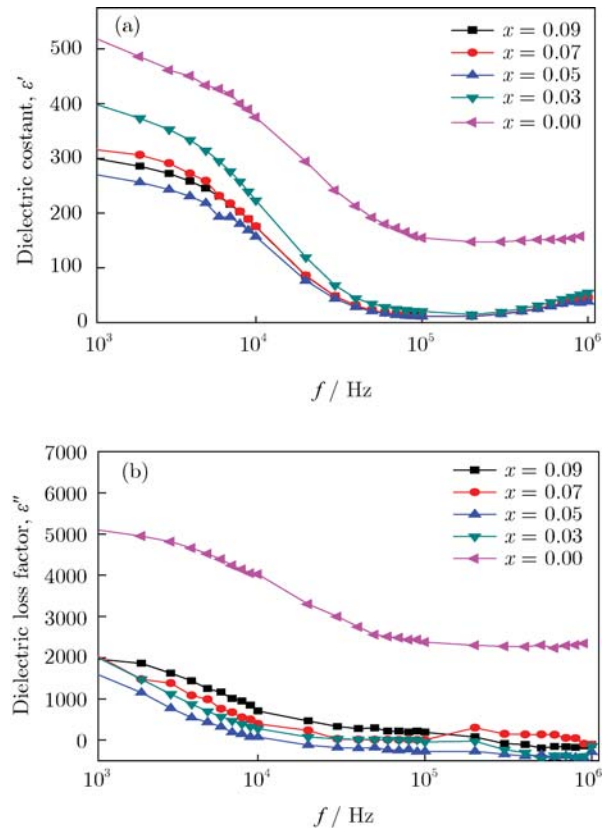 (a)
x = 0.09
x = 0.07
x = 0.05
x = 0.03
x = 0.00
Dielectric costant, ε′
500
400
300
200
100
0
10³
10⁴
10⁵
10⁶
f / Hz
(b)
x = 0.09
x = 0.07
x = 0.05
x = 0.03
x = 0.00
Dielectric loss factor, ε″
7000
6000
5000
4000
3000
2000
1000
0
10³
10⁴
10⁵
10⁶
f / Hz